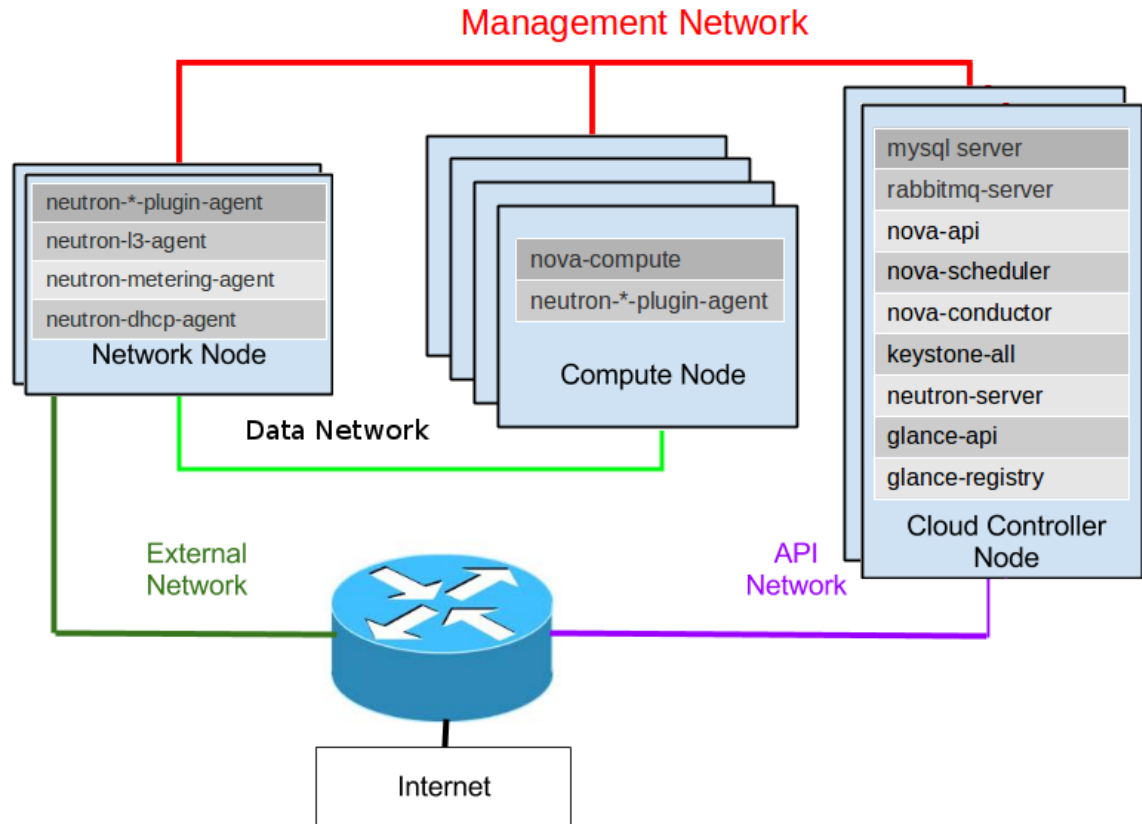 Management Network
neutron-*-plugin-agent
neutron-l3-agent
neutron-metering-agent
neutron-dhcp-agent
Network Node
nova-compute
neutron-*-plugin-agent
Compute Node
mysql server
rabbitmq-server
nova-api
nova-scheduler
nova-conductor
keystone-all
neutron-server
glance-api
glance-registry
Cloud Controller
Node
Data Network
External
Network
API
Network
Internet